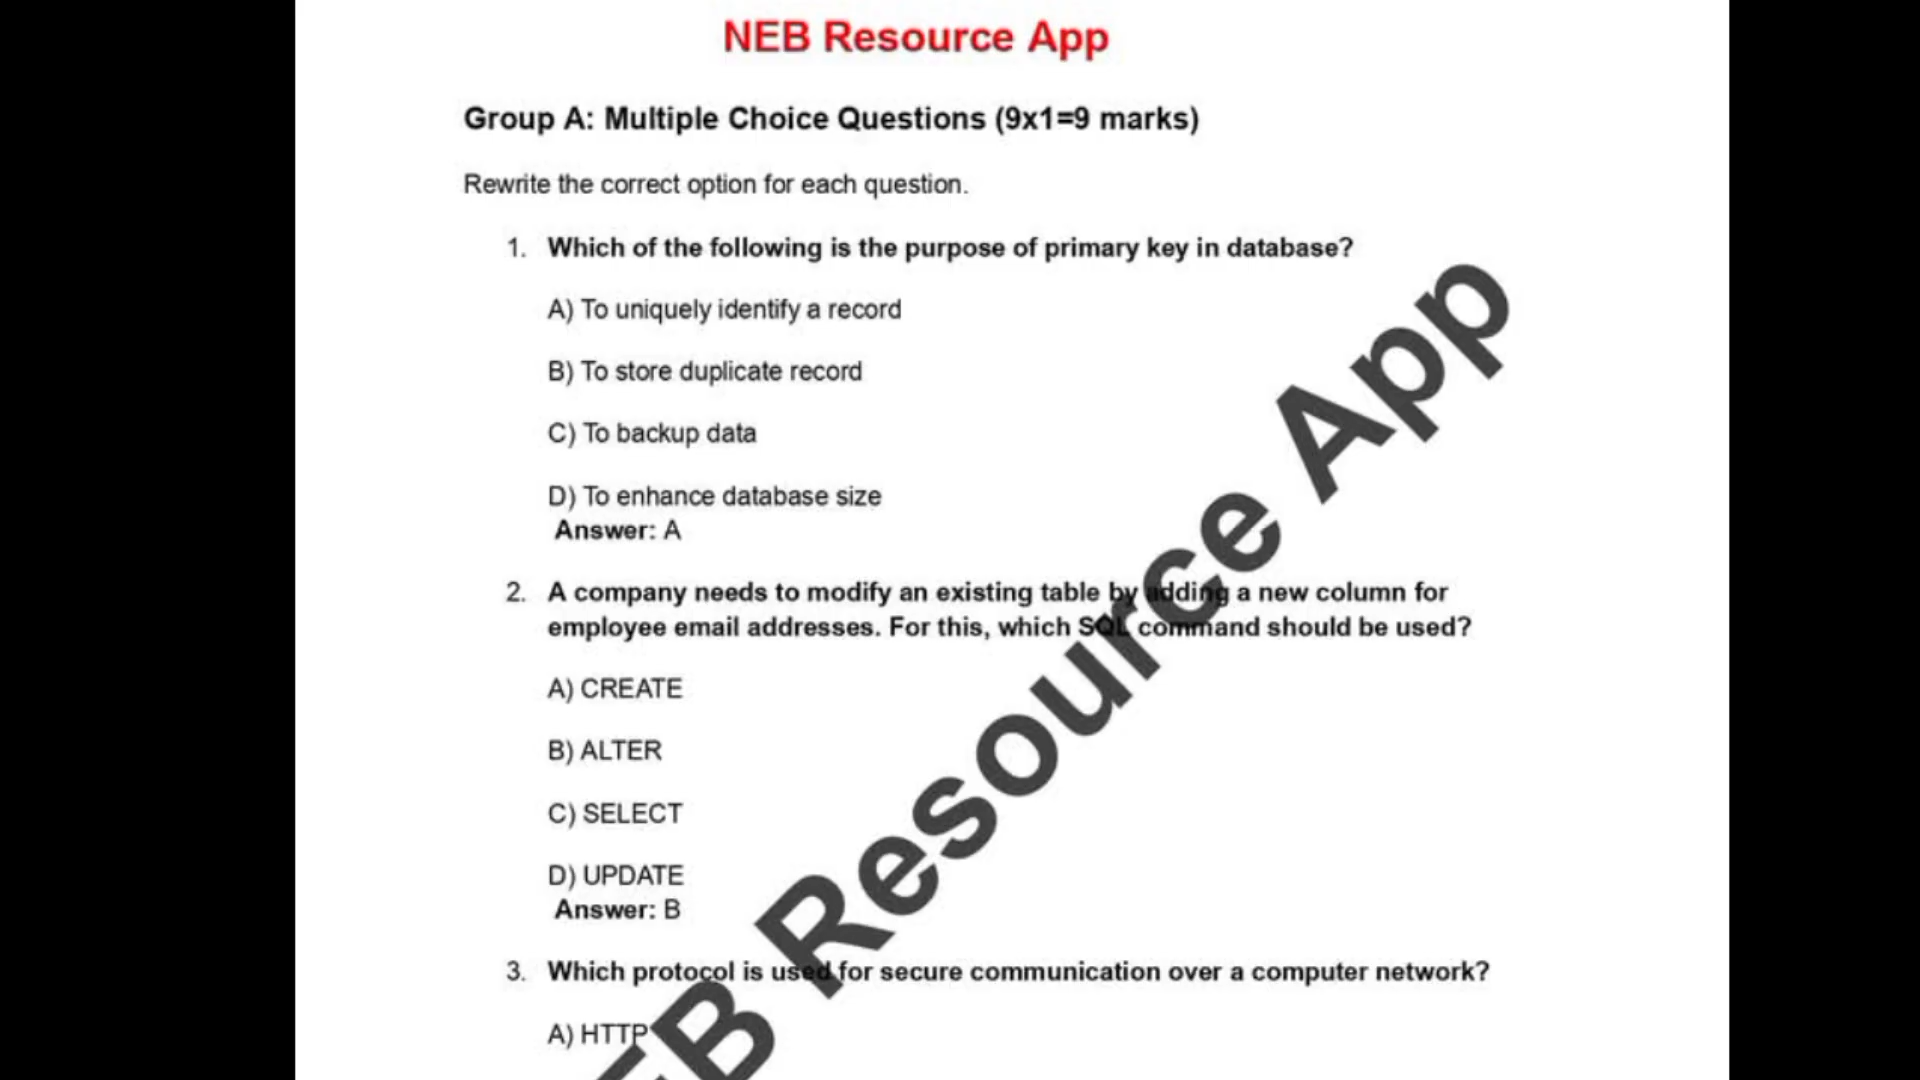 NEB Resource App
Group A: Multiple Choice Questions (9x1=9 marks)
Rewrite the correct option for each question.
1. Which of the following is the purpose of primary key in database?
A) To uniquely identify a record
B) To store duplicate record
C) To backup data
D) To enhance database size
Answer: A
2. A company needs to modify an existing table by adding a new column for
employee email addresses. For this, which SQL command should be used?
A) CREATE
B) ALTER
C) SELECT
D) UPDATE
Answer: B
3. Which protocol is used for secure communication over a computer network?
A) HTTP
EB Resource App